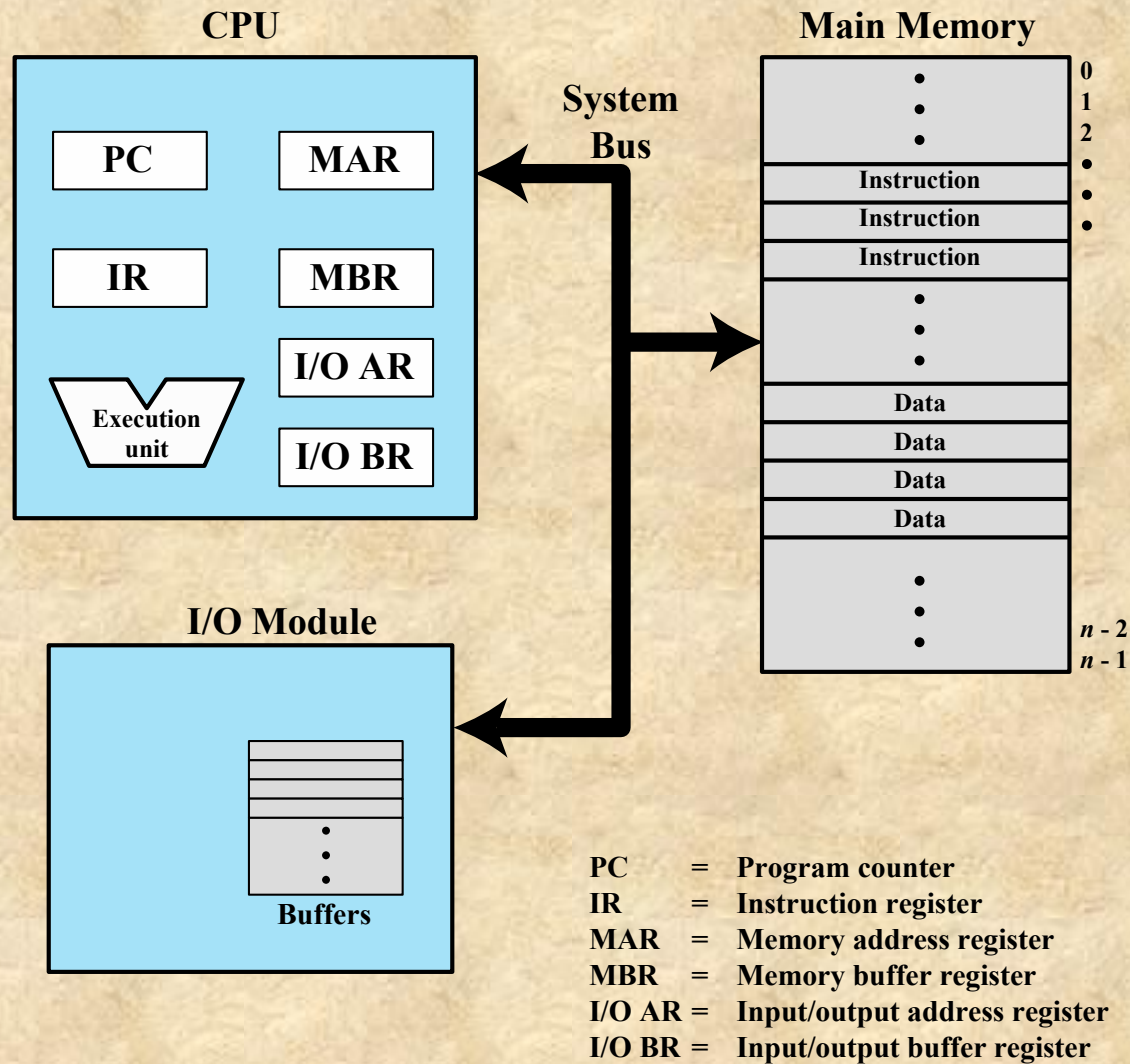 CPU
PC
MAR
IR
MBR
I/O AR
I/O BR
Execution
unit
System
Bus
Main Memory
0
1
2
Instruction
Instruction
Instruction
Data
Data
Data
Data
n - 2
n - 1
I/O Module
Buffers
PC = Program counter
IR = Instruction register
MAR = Memory address register
MBR = Memory buffer register
I/O AR = Input/output address register
I/O BR = Input/output buffer register